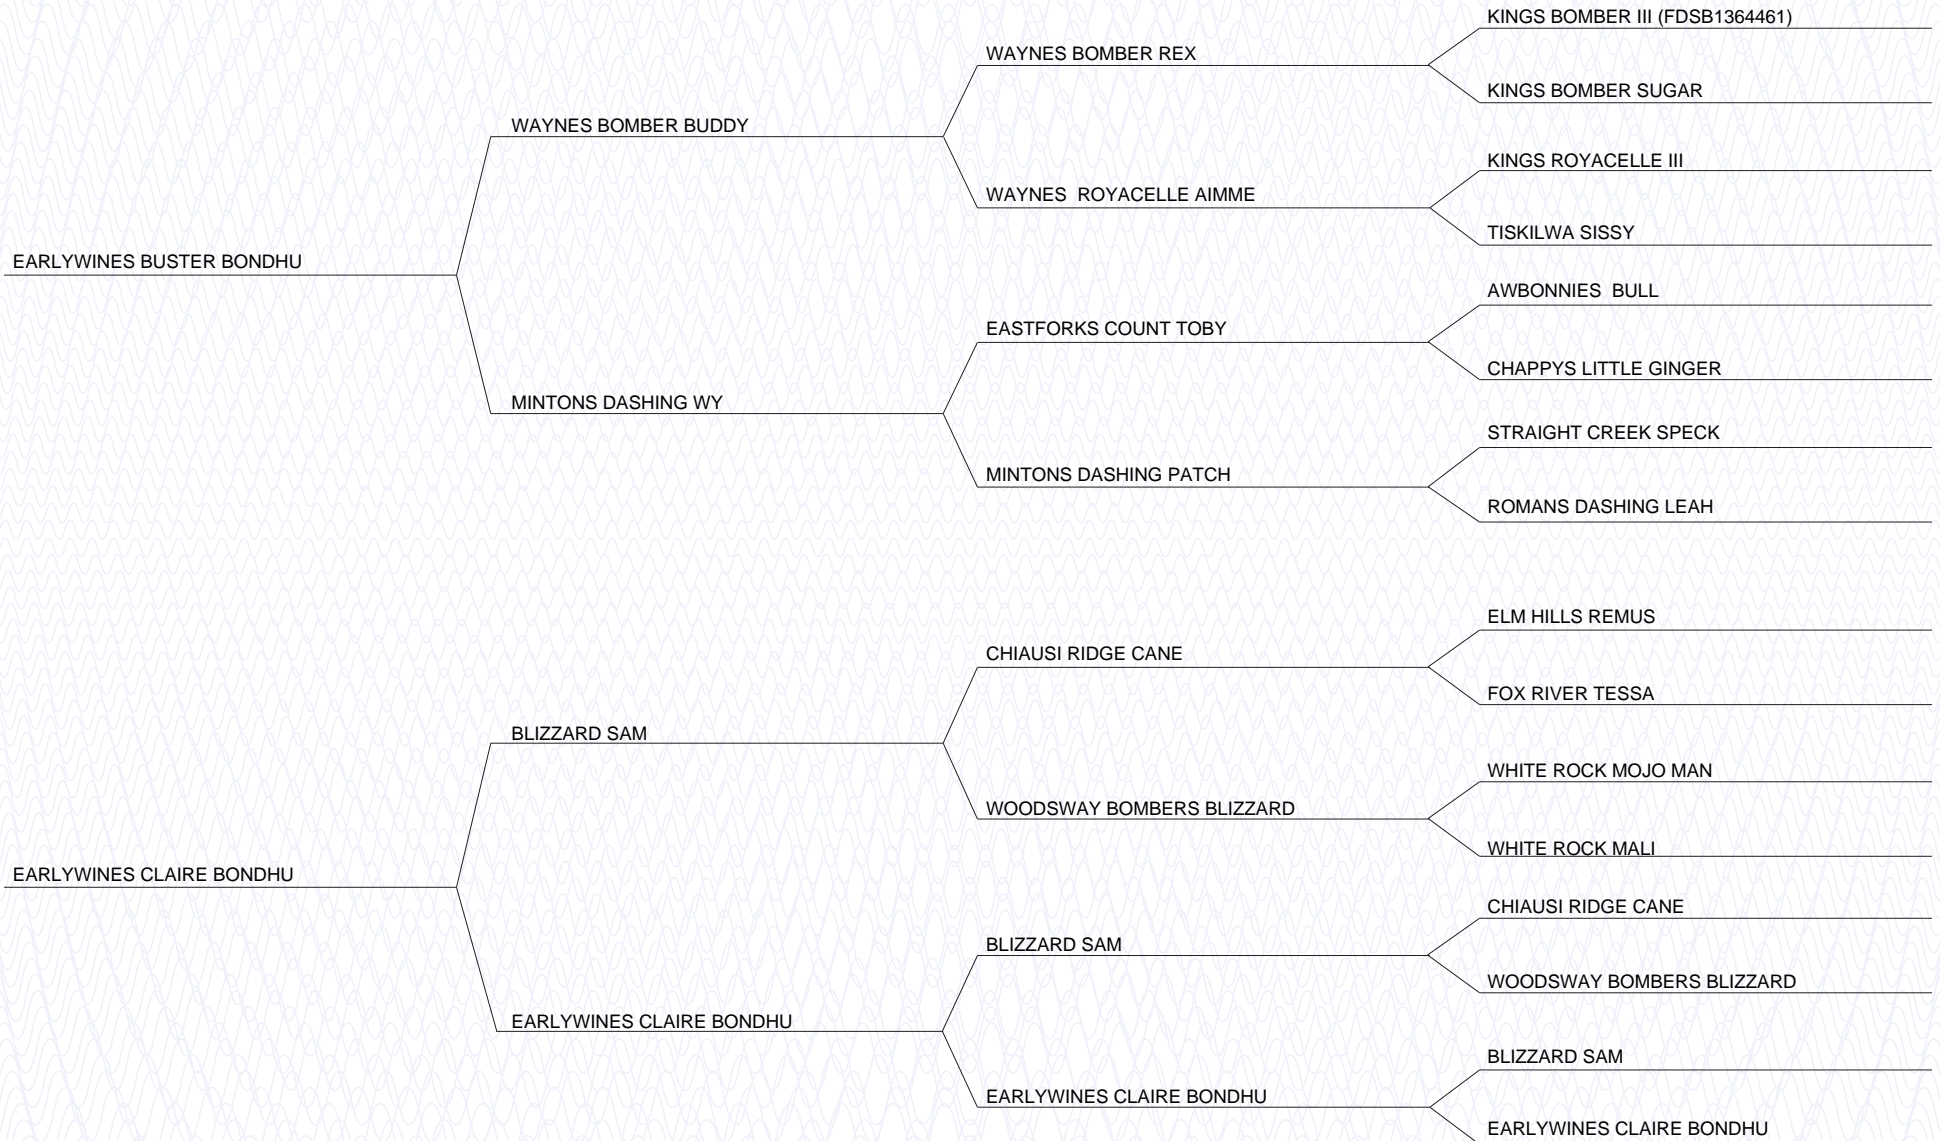 KINGS BOMBER III (FDSB1364461)
WAYNES BOMBER REX
KINGS BOMBER SUGAR
WAYNES BOMBER BUDDY
KINGS ROYACELLE III
WAYNES  ROYACELLE AIMME
TISKILWA SISSY
EARLYWINES BUSTER BONDHU
AWBONNIES  BULL
EASTFORKS COUNT TOBY
CHAPPYS LITTLE GINGER
MINTONS DASHING WY
STRAIGHT CREEK SPECK
MINTONS DASHING PATCH
ROMANS DASHING LEAH
ELM HILLS REMUS
CHIAUSI RIDGE CANE
FOX RIVER TESSA
BLIZZARD SAM
WHITE ROCK MOJO MAN
WOODSWAY BOMBERS BLIZZARD
WHITE ROCK MALI
EARLYWINES CLAIRE BONDHU
CHIAUSI RIDGE CANE
BLIZZARD SAM
WOODSWAY BOMBERS BLIZZARD
EARLYWINES CLAIRE BONDHU
BLIZZARD SAM
EARLYWINES CLAIRE BONDHU
EARLYWINES CLAIRE BONDHU